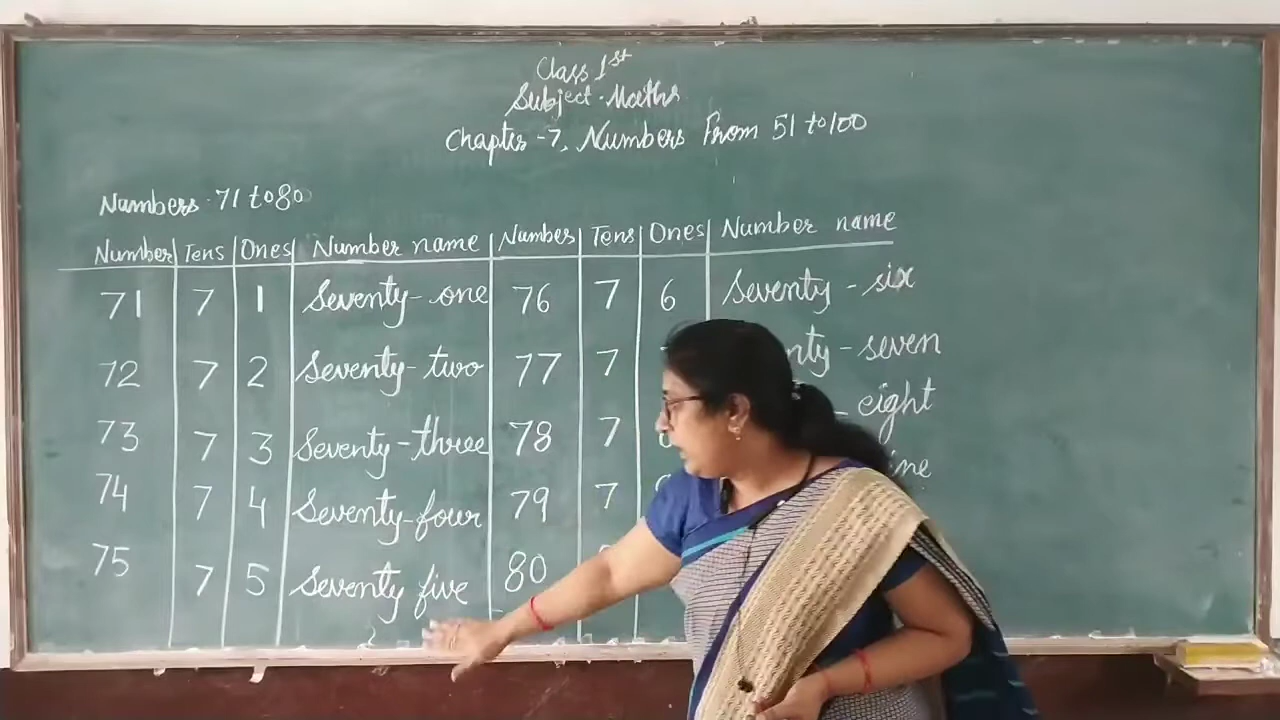 Class 1st
Subject - Maths
Chapter - 7. Numbers From 51 to 100
Numbers - 71 to 80
Number Tens Ones Number name Number Tens Ones Number name
71 7 1 Seventy-one 76 7 6 Seventy-six
72 7 2 Seventy-two 77 7 nty-seven
73 7 3 Seventy-three 78 7 - eight
74 7 4 Seventy-four 79 7 ine
75 7 5 Seventy five 80